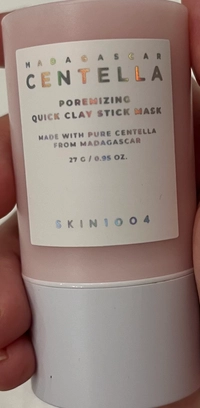 MADAGASCAR
CENTELLA
POREMIZING
QUICK CLAY STICK MASK
MADE WITH PURE CENTELLA
FROM MADAGASCAR
27 G / 0.95 OZ.
SKIN1004